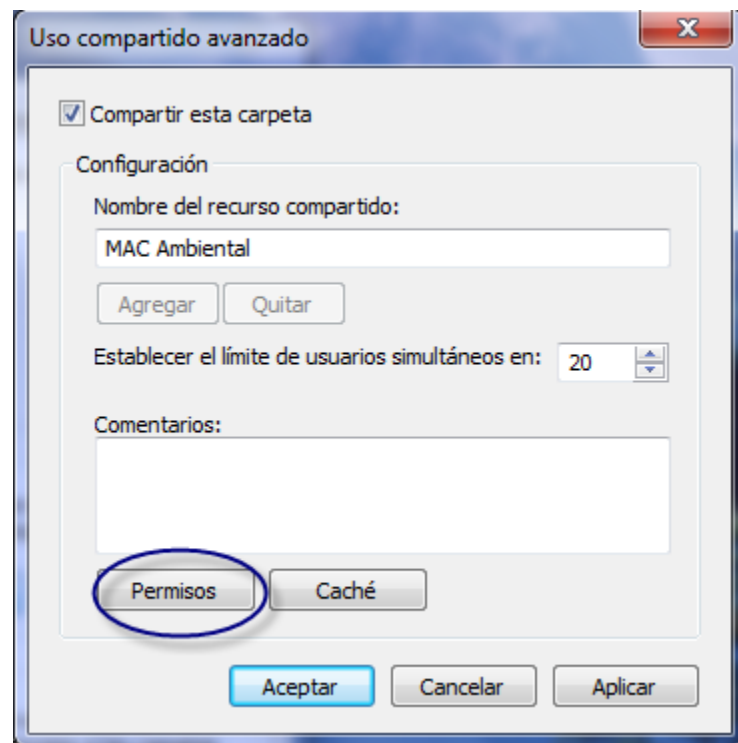 Uso compartido avanzado
Compartir esta carpeta
Configuración
Nombre del recurso compartido:
MAC Ambiental
Agregar Quitar
Establecer el límite de usuarios simultáneos en: 20
Comentarios:
Permisos Caché
Aceptar Cancelar Aplicar